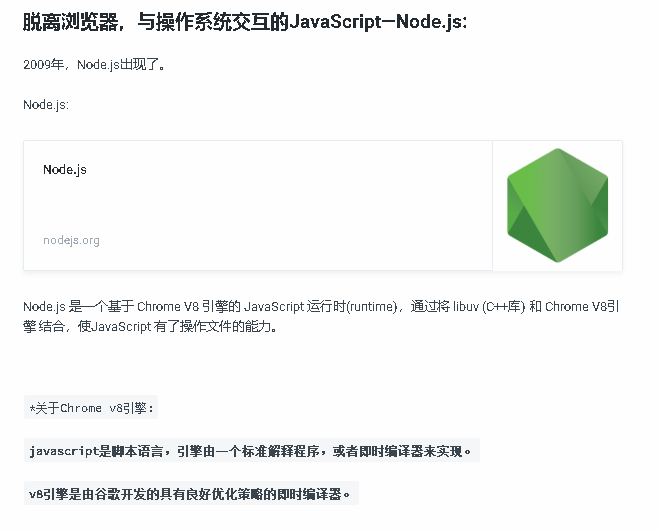 脱离浏览器，与操作系统交互的JavaScript—Node.js:
2009年，Node.js出现了。
Node.js:
Node.js
nodejs.org
Node.js 是一个基于 Chrome V8 引擎的 JavaScript 运行时(runtime)，通过将 libuv (C++库) 和 Chrome V8引
擎 结合，使JavaScript 有了操作文件的能力。
*关于Chrome v8引擎：
javascript是脚本语言，引擎由一个标准解释程序，或者即时编译器来实现。
v8引擎是由谷歌开发的具有良好优化策略的即时编译器。